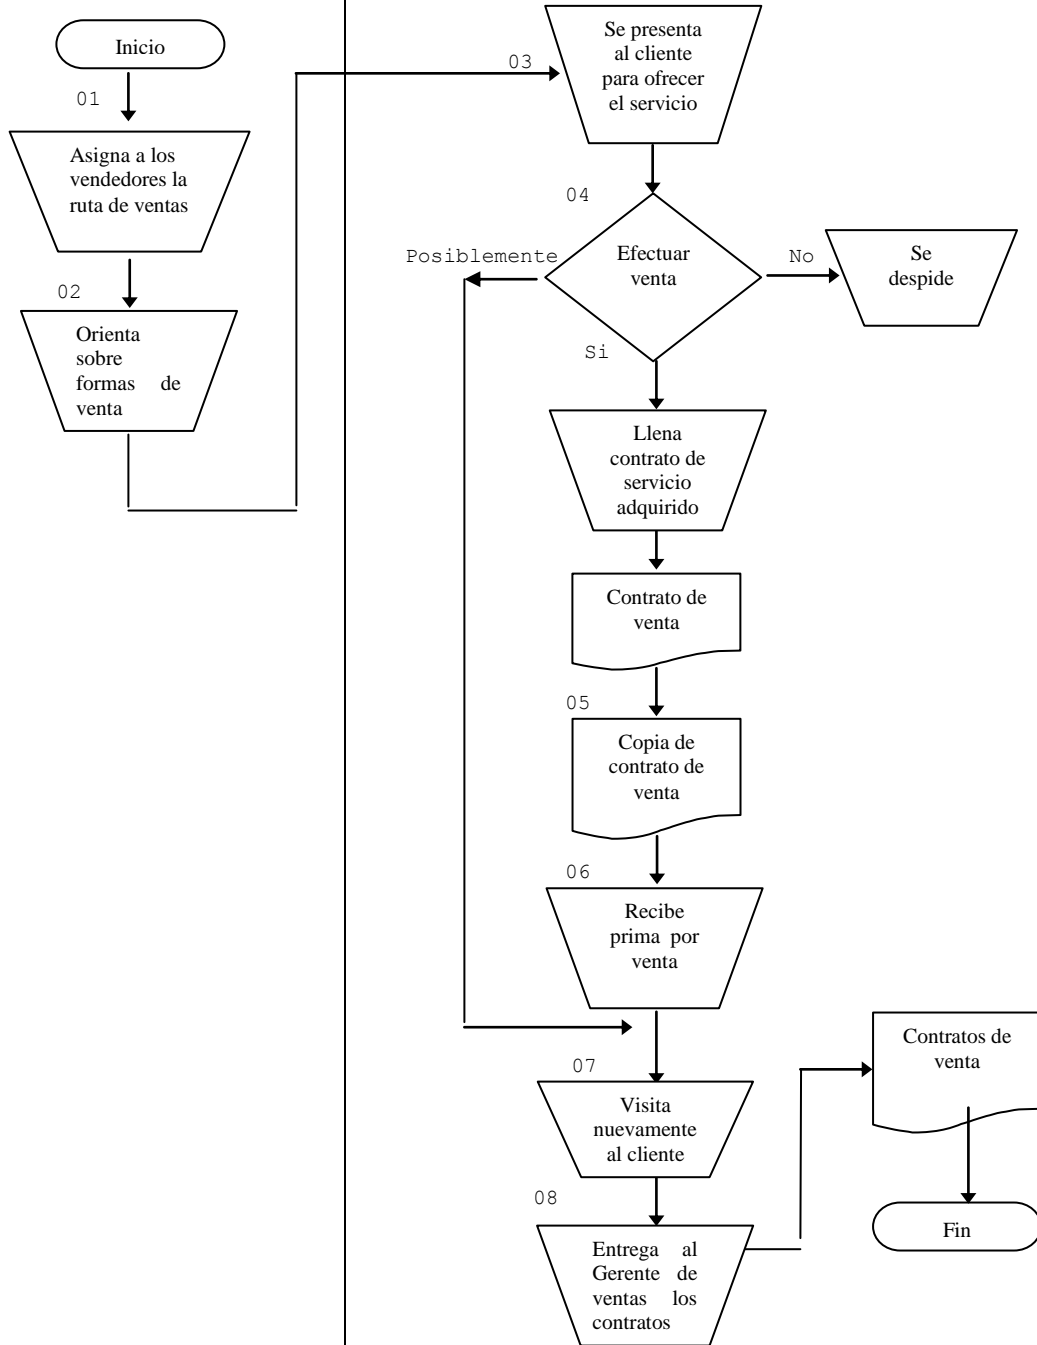 Inicio
01
Asigna a los
vendedores la
ruta de ventas
02
Orienta
sobre
formas de
venta
03
Se presenta
al cliente
para ofrecer
el servicio
04
Efectuar
venta
Posiblemente
No
Se
despide
Si
Llena
contrato de
servicio
adquirido
Contrato de
venta
05
Copia de
contrato de
venta
06
Recibe
prima por
venta
07
Visita
nuevamente
al cliente
08
Entrega al
Gerente de
ventas los
contratos
Contratos de
venta
Fin